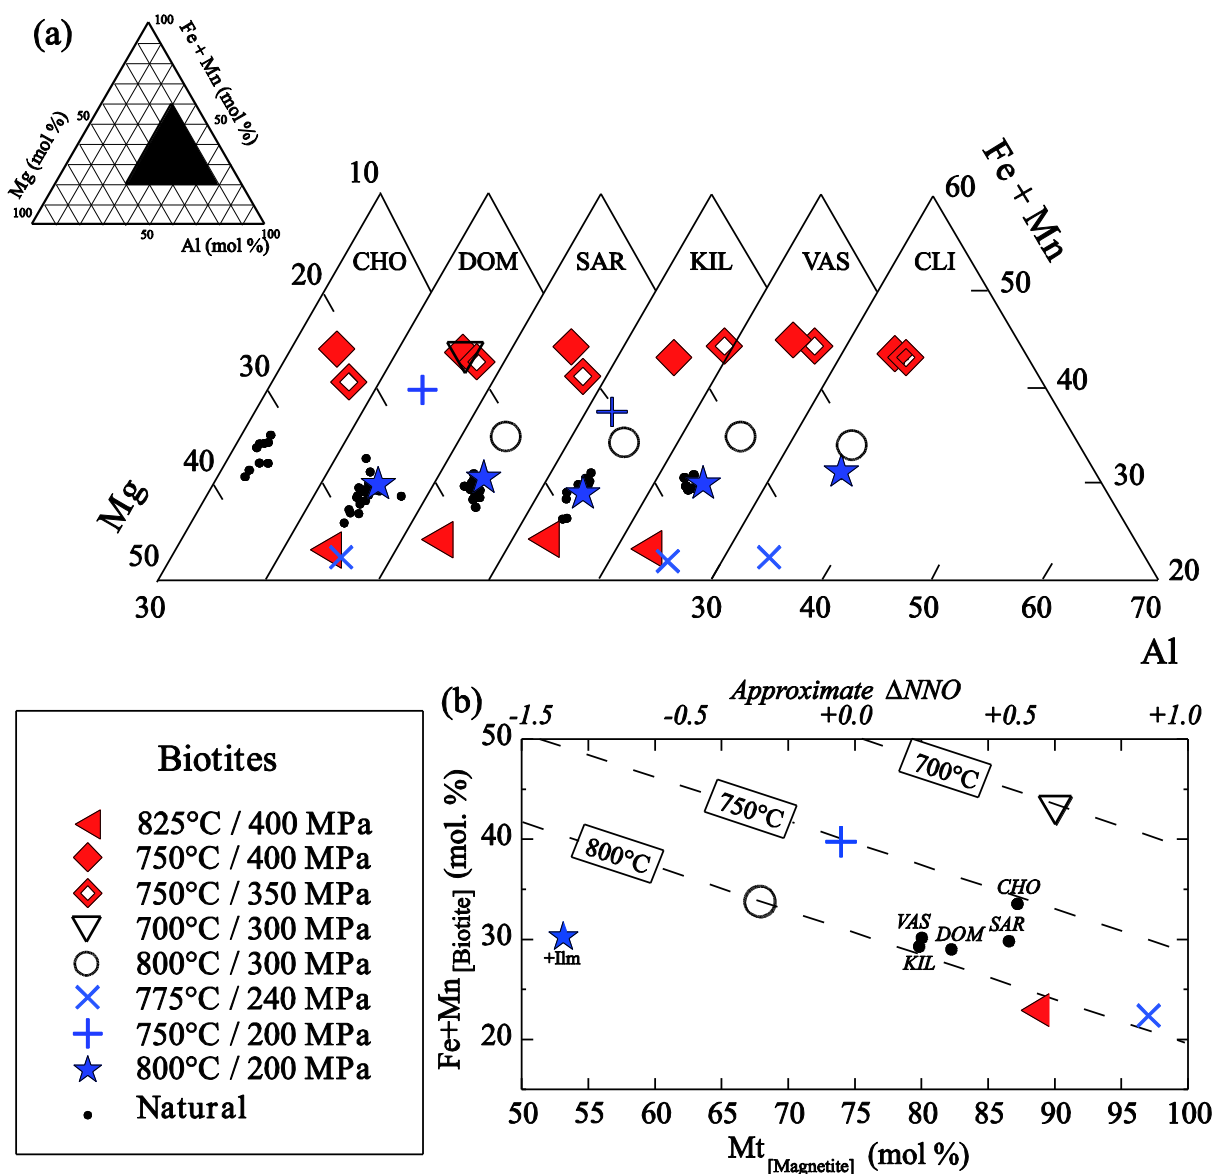 (a)
100
Fe + Mn (mol %)
50
50
Mg (mol %)
100
50
100
Al (mol %)
10
60
Fe + Mn
CHO
DOM
SAR
KIL
VAS
CLI
20
50
30
40
40
30
Mg
50
20
30
30
40
50
60
70
Al
Biotites
825°C / 400 MPa
750°C / 400 MPa
750°C / 350 MPa
700°C / 300 MPa
800°C / 300 MPa
775°C / 240 MPa
750°C / 200 MPa
800°C / 200 MPa
Natural
(b)
Approximate ΔNNO
-1.5
-0.5
+0.0
+0.5
+1.0
50
40
30
20
Fe+Mn[Biotite] (mol. %)
700°C
750°C
800°C
CHO
VAS
DOM
SAR
KIL
+Ilm
50
55
60
65
70
75
80
85
90
95
100
Mt[Magnetite] (mol %)